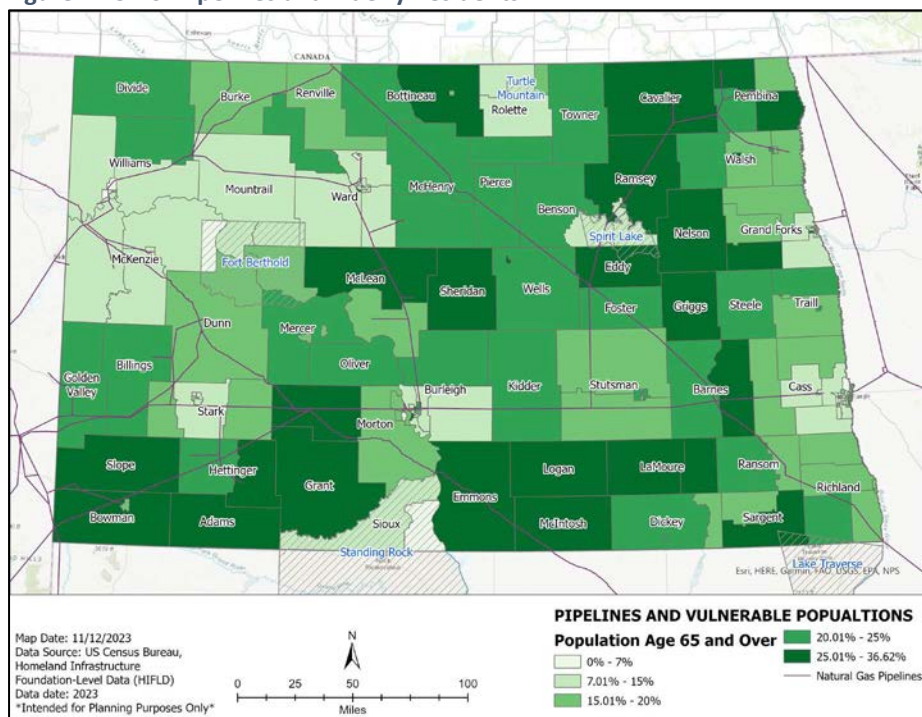 CANADA
Divide
Burke
Renville
Bottineau
Turtle
Mountain
Rolette
Towner
Cavalier
Pembina
Williams
Mountrail
Ward
McHenry
Pierce
Benson
Ramsey
Walsh
Spirit Lake
Nelson
Grand Forks
McKenzie
Fort Berthold
McLean
Sheridan
Wells
Eddy
Foster
Griggs
Steele
Traill
Dunn
Mercer
Oliver
Golden
Valley
Billings
Stark
Burleigh
Kidder
Stutsman
Barnes
Cass
Morton
Slope
Hettinger
Grant
Logan
LaMoure
Ransom
Richland
Bowman
Adams
Sioux
Emmons
McIntosh
Dickey
Sargent
Standing Rock
Lake Traverse
Esri, HERE, Garmin, FAO, USGS, EPA, NPS
Map Date: 11/12/2023
Data Source: US Census Bureau,
Homeland Infrastructure
Foundation-Level Data (HIFLD)
Data date: 2023
*Intended for Planning Purposes Only*
N
0 25 50 100
Miles
PIPELINES AND VULNERABLE POPUALTIONS
Population Age 65 and Over
0% - 7%
7.01% - 15%
15.01% - 20%
20.01% - 25%
25.01% - 36.62%
Natural Gas Pipelines